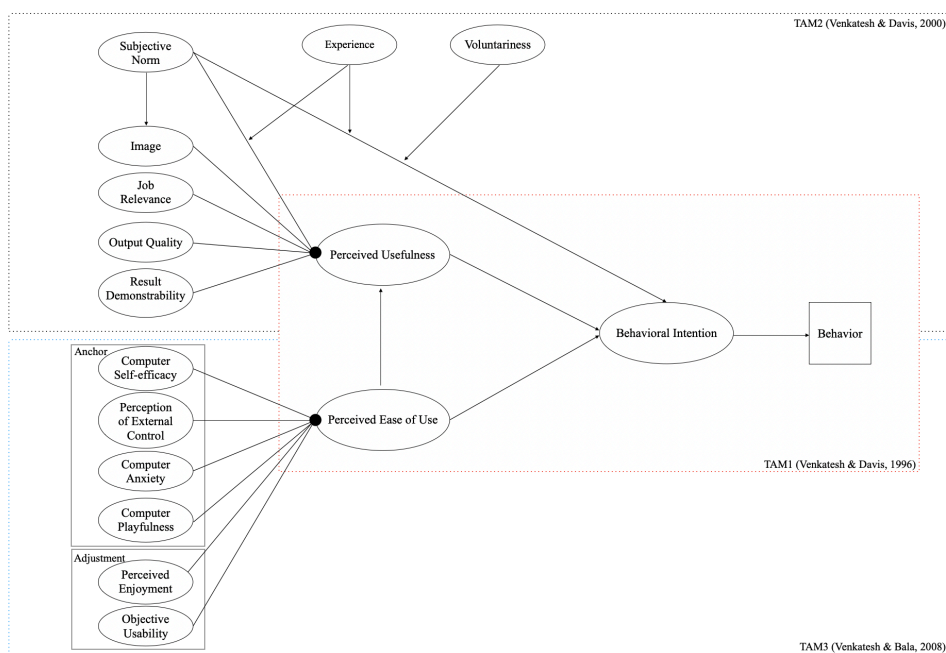 TAM2 (Venkatesh & Davis, 2000)
Subjective
Norm
Experience
Voluntariness
Image
Job
Relevance
Output Quality
Result
Demonstrability
Perceived Usefulness
Behavioral Intention
Behavior
Anchor
Computer
Self-efficacy
Perception
of External
Control
Computer
Anxiety
Computer
Playfulness
Perceived Ease of Use
TAM1 (Venkatesh & Davis, 1996)
Adjustment
Perceived
Enjoyment
Objective
Usability
TAM3 (Venkatesh & Bala, 2008)